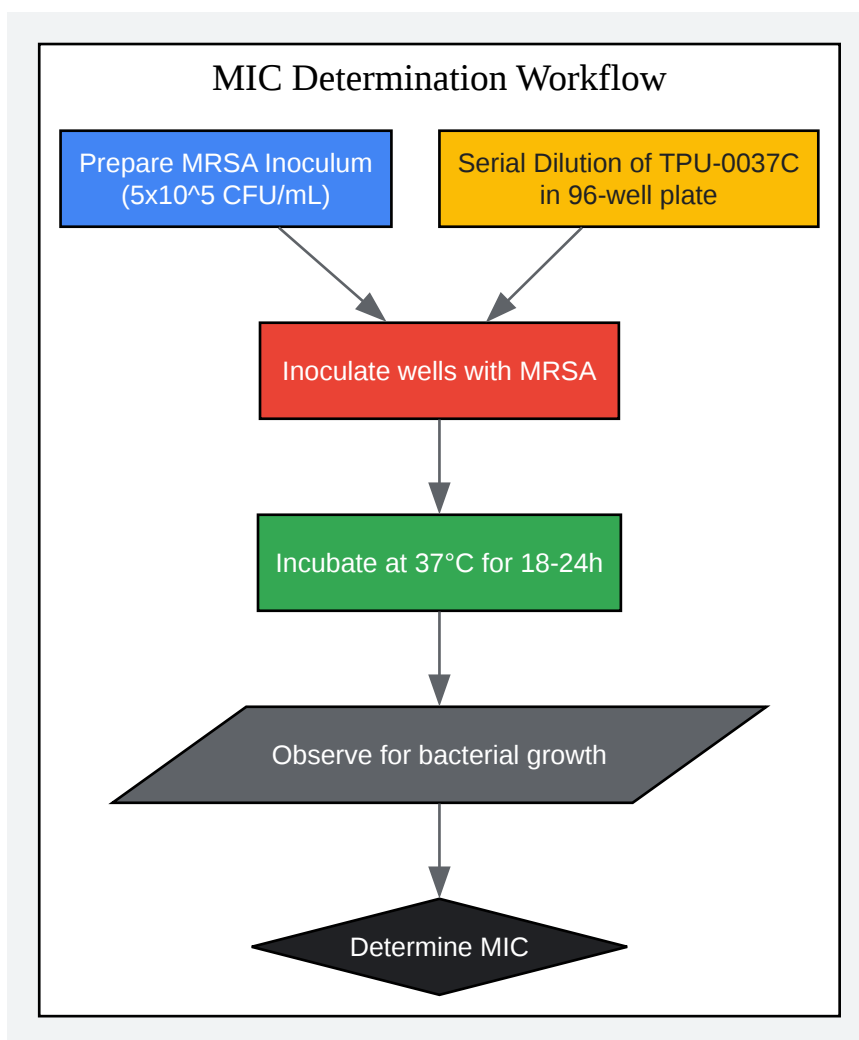 MIC Determination Workflow
Prepare MRSA Inoculum
(5x10^5 CFU/mL)
Serial Dilution of TPU-0037C
in 96-well plate
Inoculate wells with MRSA
Incubate at 37°C for 18-24h
Observe for bacterial growth
Determine MIC